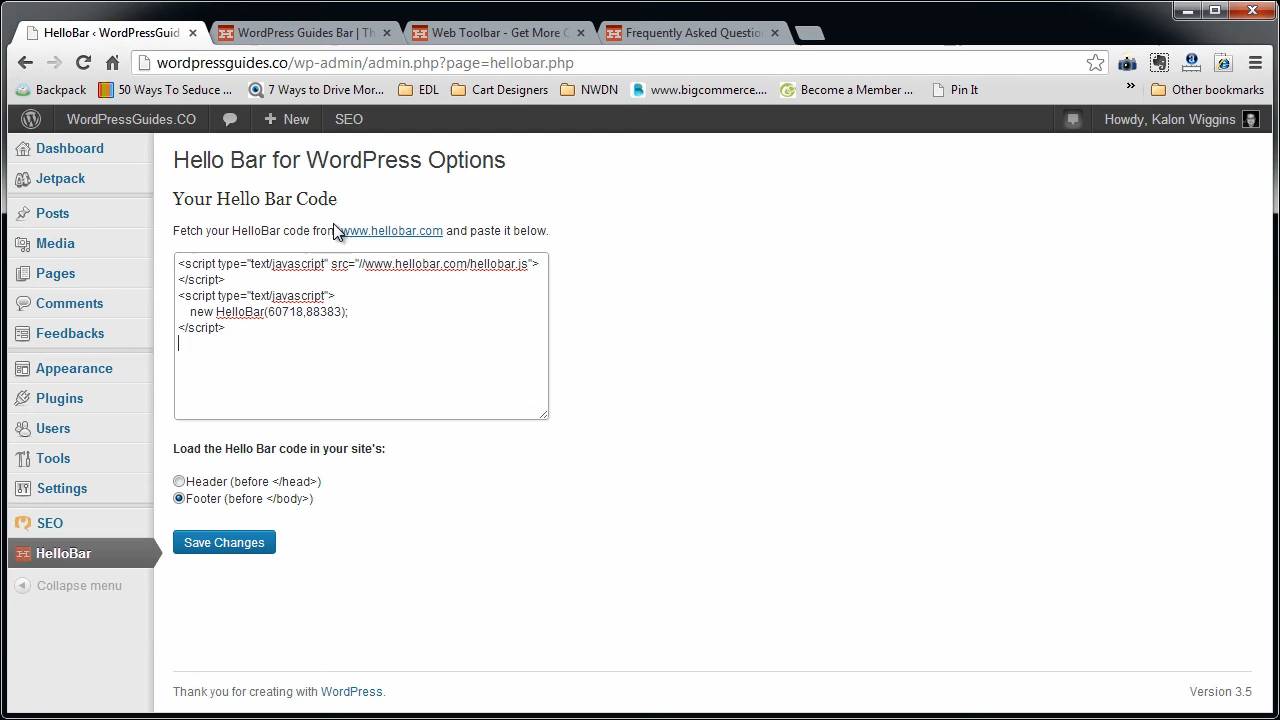 HelloBar ‹ WordPressGuid
WordPress Guides Bar | Th
Web Toolbar - Get More C
Frequently Asked Questio
wordpressguides.co/wp-admin/admin.php?page=hellobar.php
Backpack
50 Ways To Seduce ...
7 Ways to Drive Mor...
EDL
Cart Designers
NWDN
www.bigcommerce....
Become a Member ...
Pin It
»
Other bookmarks
WordPressGuides.CO
+ New
SEO
Howdy, Kalon Wiggins
Dashboard
Jetpack
Posts
Media
Pages
Comments
Feedbacks
Appearance
Plugins
Users
Tools
Settings
SEO
HelloBar
Collapse menu
Hello Bar for WordPress Options
Your Hello Bar Code
Fetch your HelloBar code from www.hellobar.com and paste it below.
<script type="text/javascript" src="//www.hellobar.com/hellobar.js">
</script>
<script type="text/javascript">
new HelloBar(60718,88383);
</script>
Load the Hello Bar code in your site's:
Header (before </head>)
Footer (before </body>)
Save Changes
Thank you for creating with WordPress.
Version 3.5